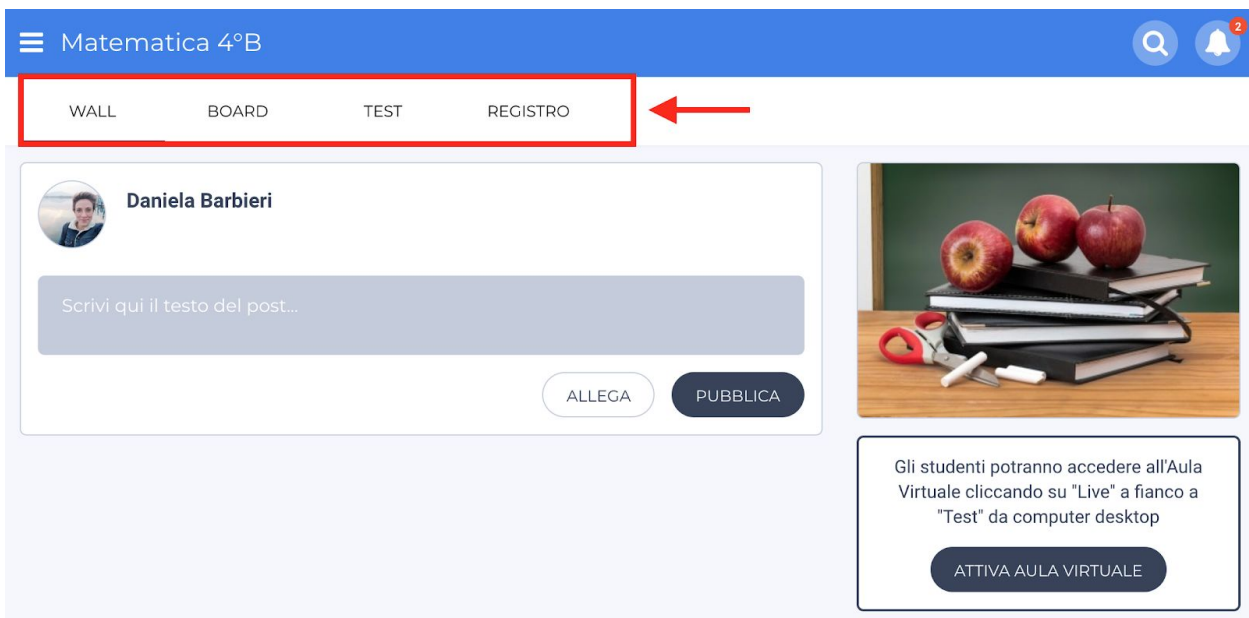 Matematica 4°B
2
WALL BOARD TEST REGISTRO
Daniela Barbieri
Scrivi qui il testo del post...
ALLEGA PUBBLICA
Gli studenti potranno accedere all'Aula
Virtuale cliccando su "Live" a fianco a
"Test" da computer desktop
ATTIVA AULA VIRTUALE